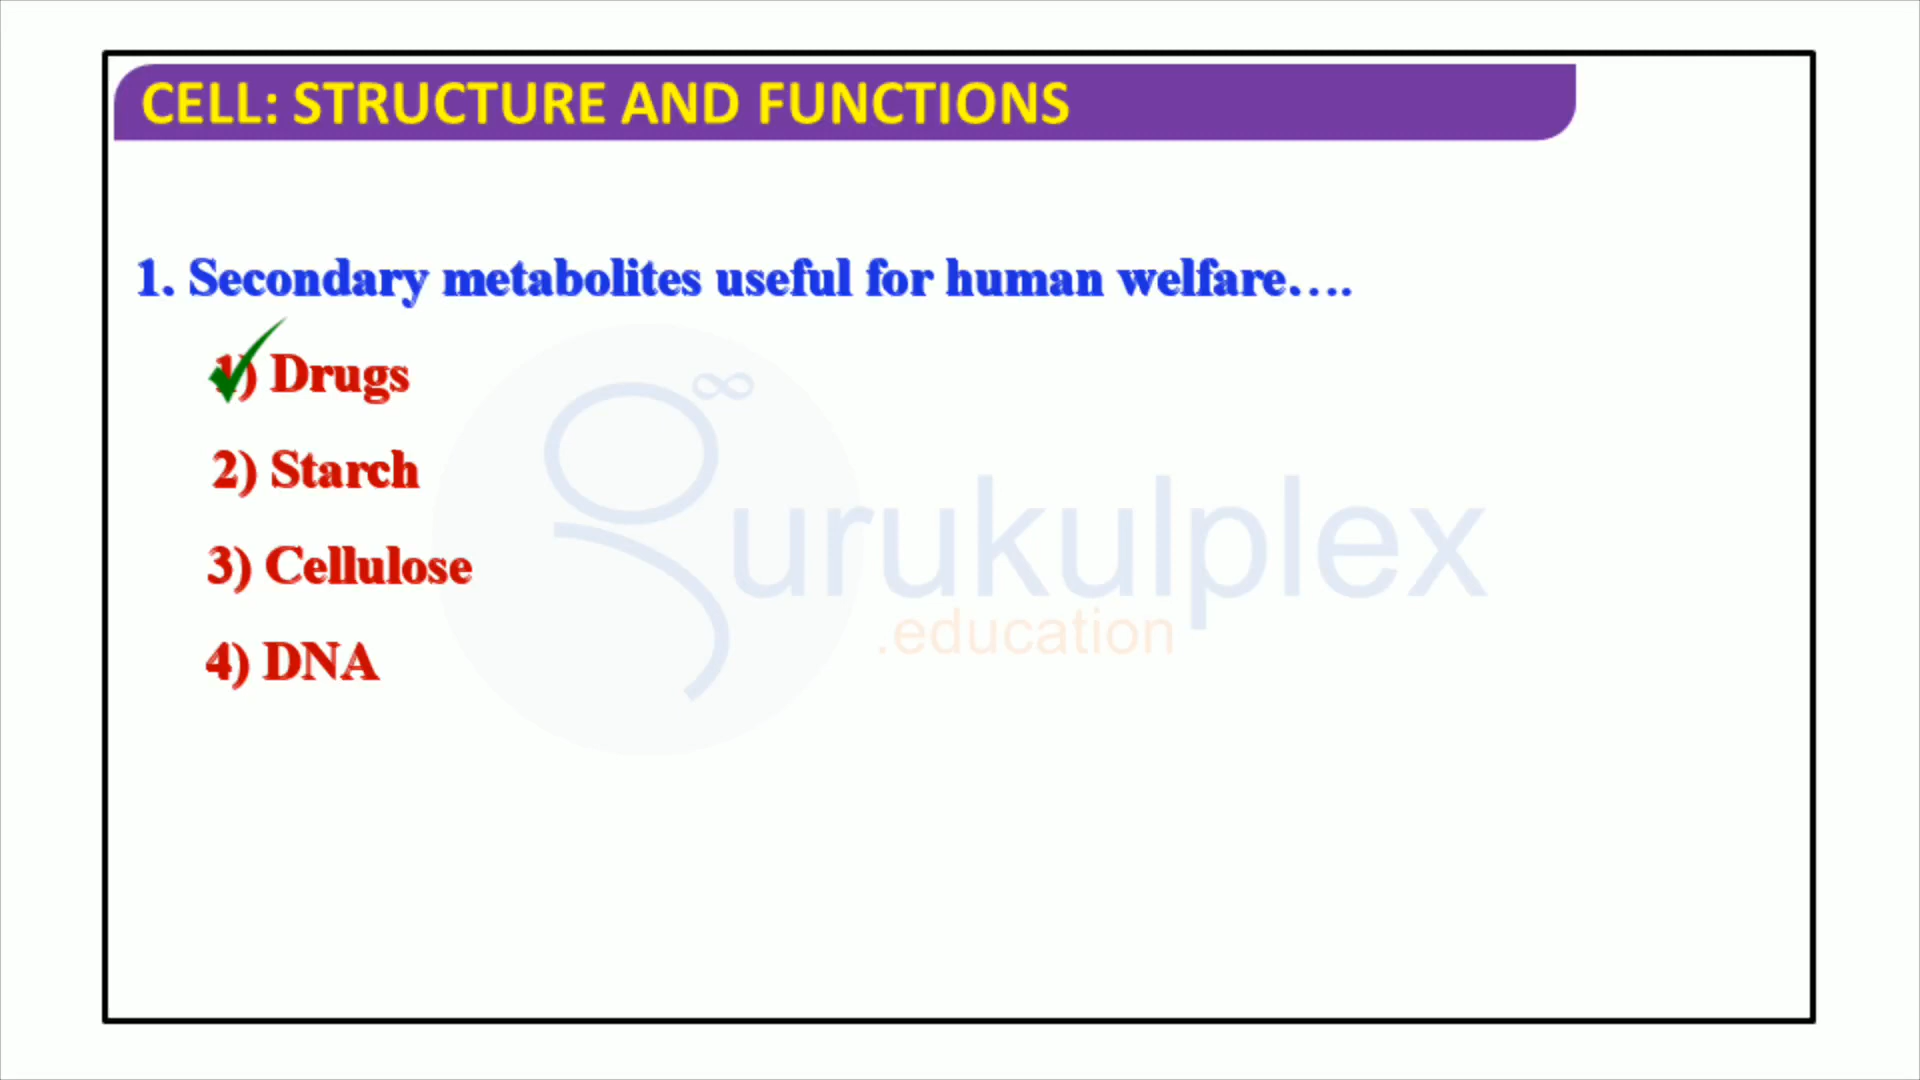 CELL: STRUCTURE AND FUNCTIONS
1. Secondary metabolites useful for human welfare….
1) Drugs
2) Starch
3) Cellulose
4) DNA
gurukulplex
.education